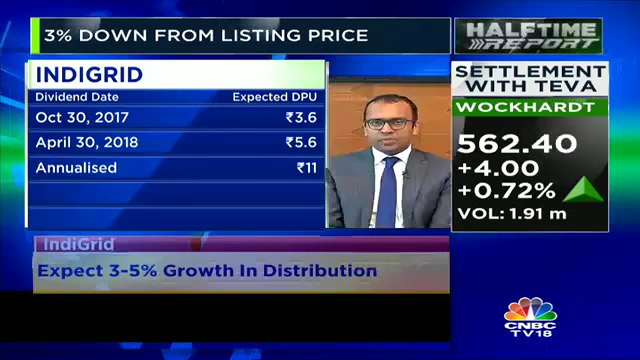 3% DOWN FROM LISTING PRICE
HALFTIME
REPORT
INDIGRID
Dividend Date Expected DPU
Oct 30, 2017 ₹3.6
April 30, 2018 ₹5.6
Annualised ₹11
SETTLEMENT
WITH TEVA
WOCKHARDT
562.40
+4.00
+0.72%
VOL: 1.91 m
IndiGrid
Expect 3-5% Growth In Distribution
CNBC
TV18